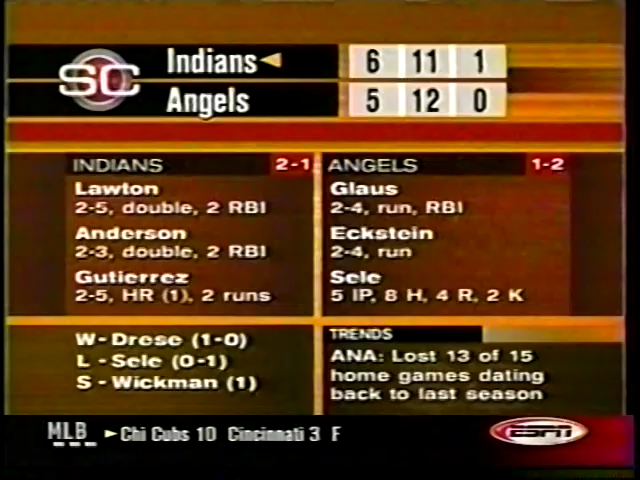 SC
Indians 6 11 1
Angels 5 12 0
INDIANS 2-1
Lawton
2-5, double, 2 RBI
Anderson
2-3, double, 2 RBI
Gutierrez
2-5, HR (1), 2 runs
ANGELS 1-2
Glaus
2-4, run, RBI
Eckstein
2-4, run
Sele
5 IP, 8 H, 4 R, 2 K
W - Drese (1-0)
L - Sele (0-1)
S - Wickman (1)
TRENDS
ANA: Lost 13 of 15
home games dating
back to last season
MLB Chi Cubs 10 Cincinnati 3 F
ESPN